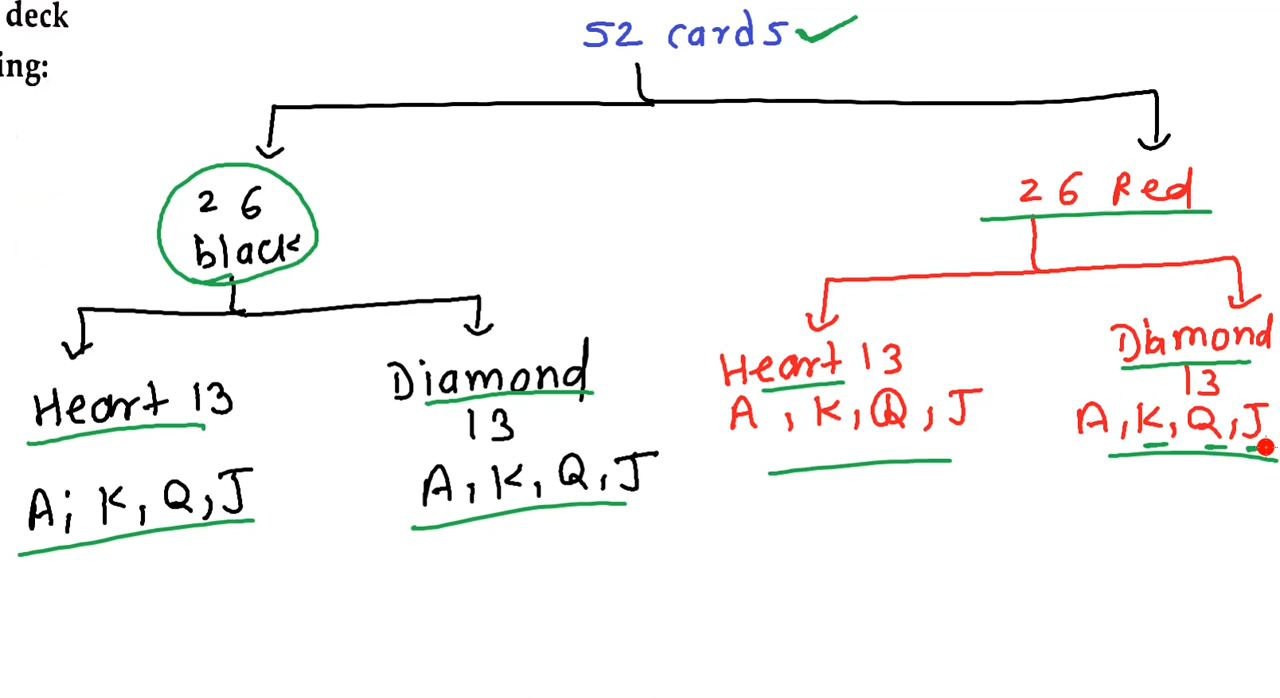 deck
ing:
52 cards
26
black
26 Red
Heart 13
A; K, Q, J
Diamond
13
A, K, Q, J
Heart 13
A, K, Q, J
Diamond
13
A, K, Q, J